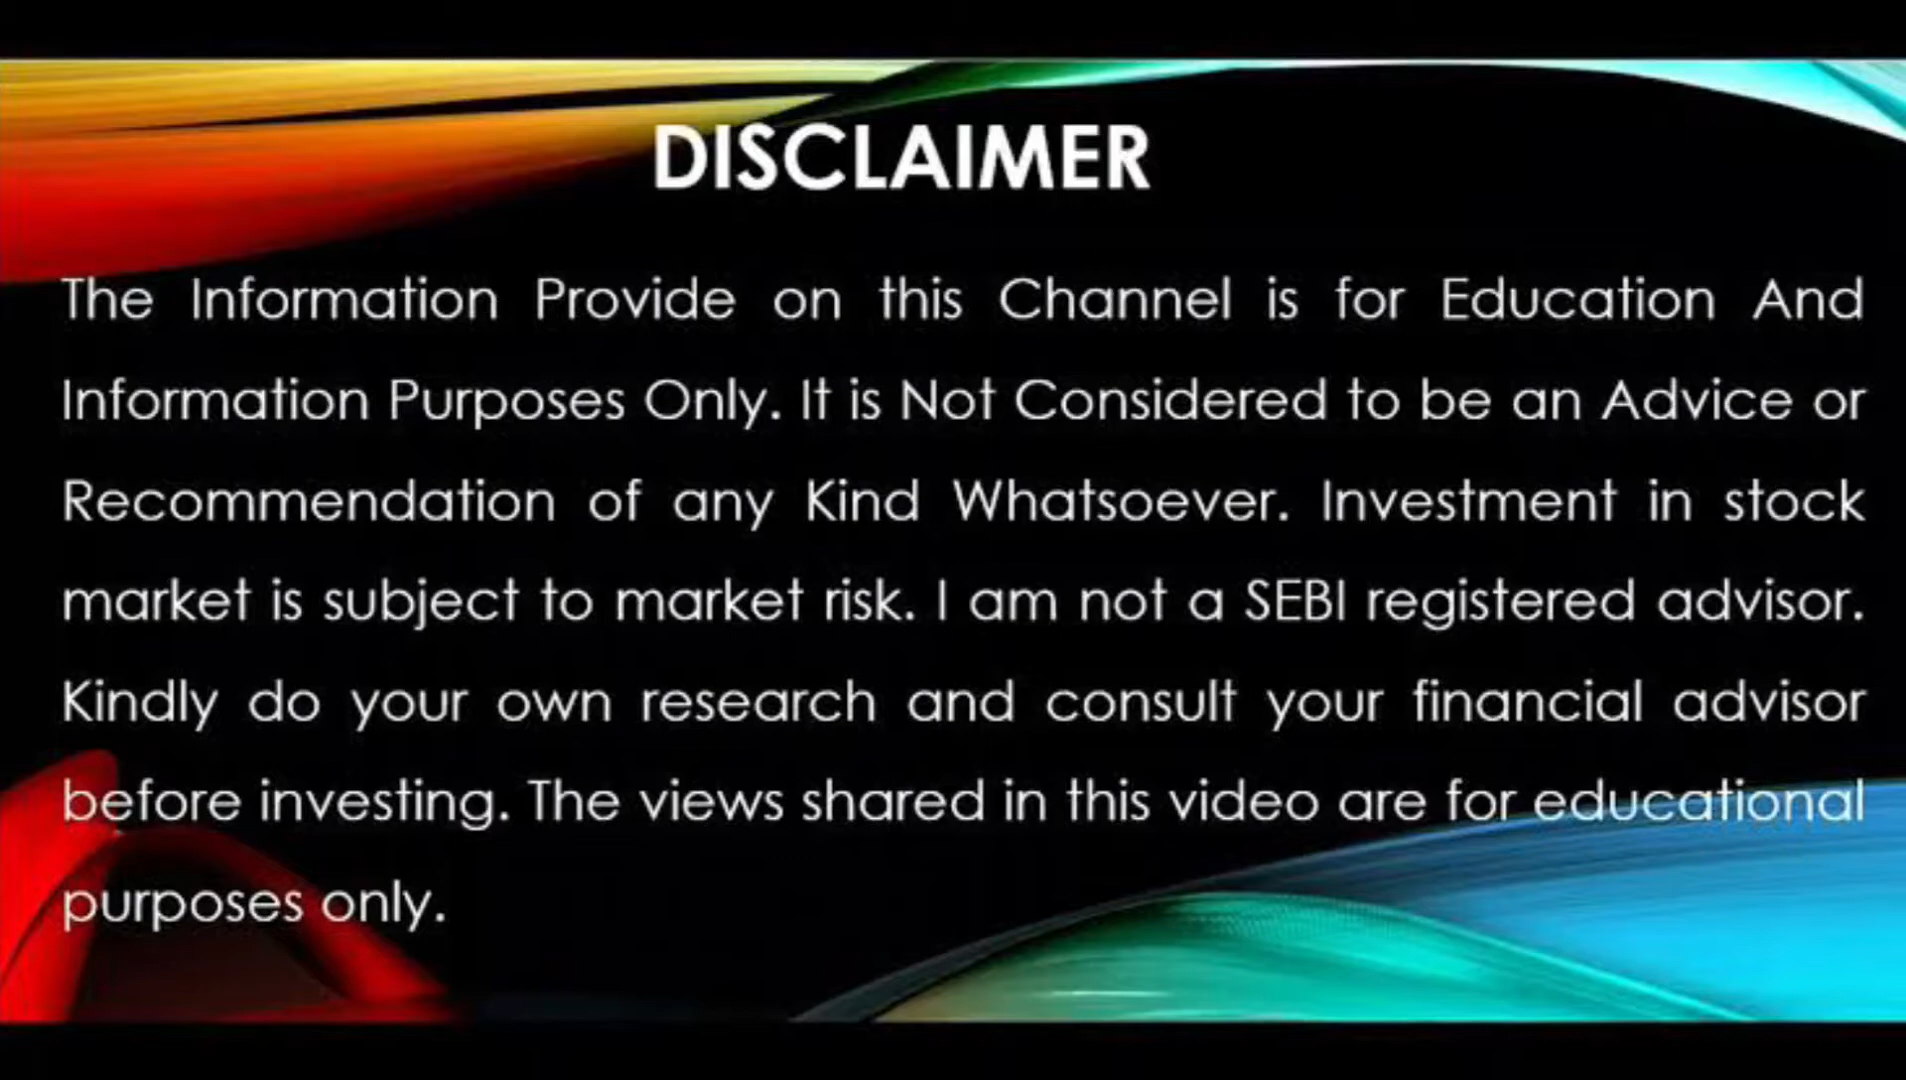 DISCLAIMER
The Information Provide on this Channel is for Education And
Information Purposes Only. It is Not Considered to be an Advice or
Recommendation of any Kind Whatsoever. Investment in stock
market is subject to market risk. I am not a SEBI registered advisor.
Kindly do your own research and consult your financial advisor
before investing. The views shared in this video are for educational
purposes only.